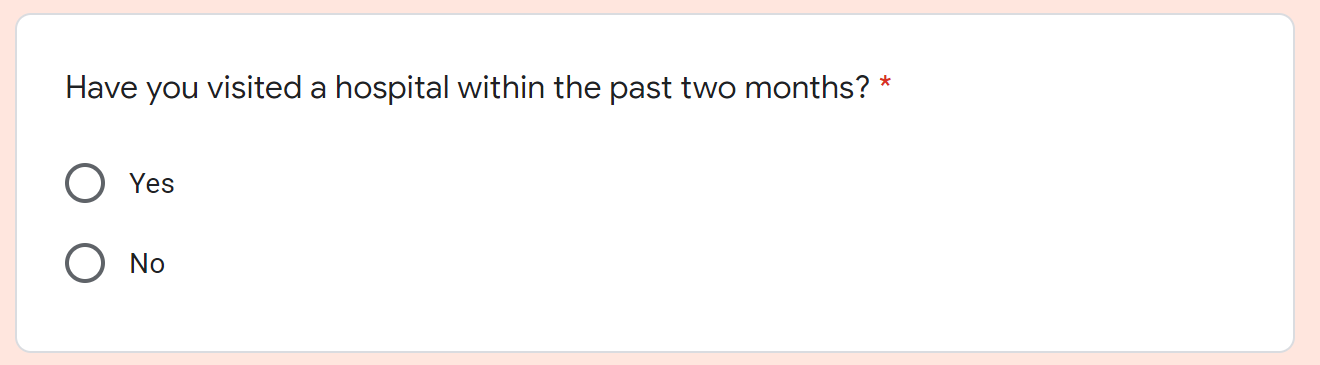 Have you visited a hospital within the past two months? *
Yes
No